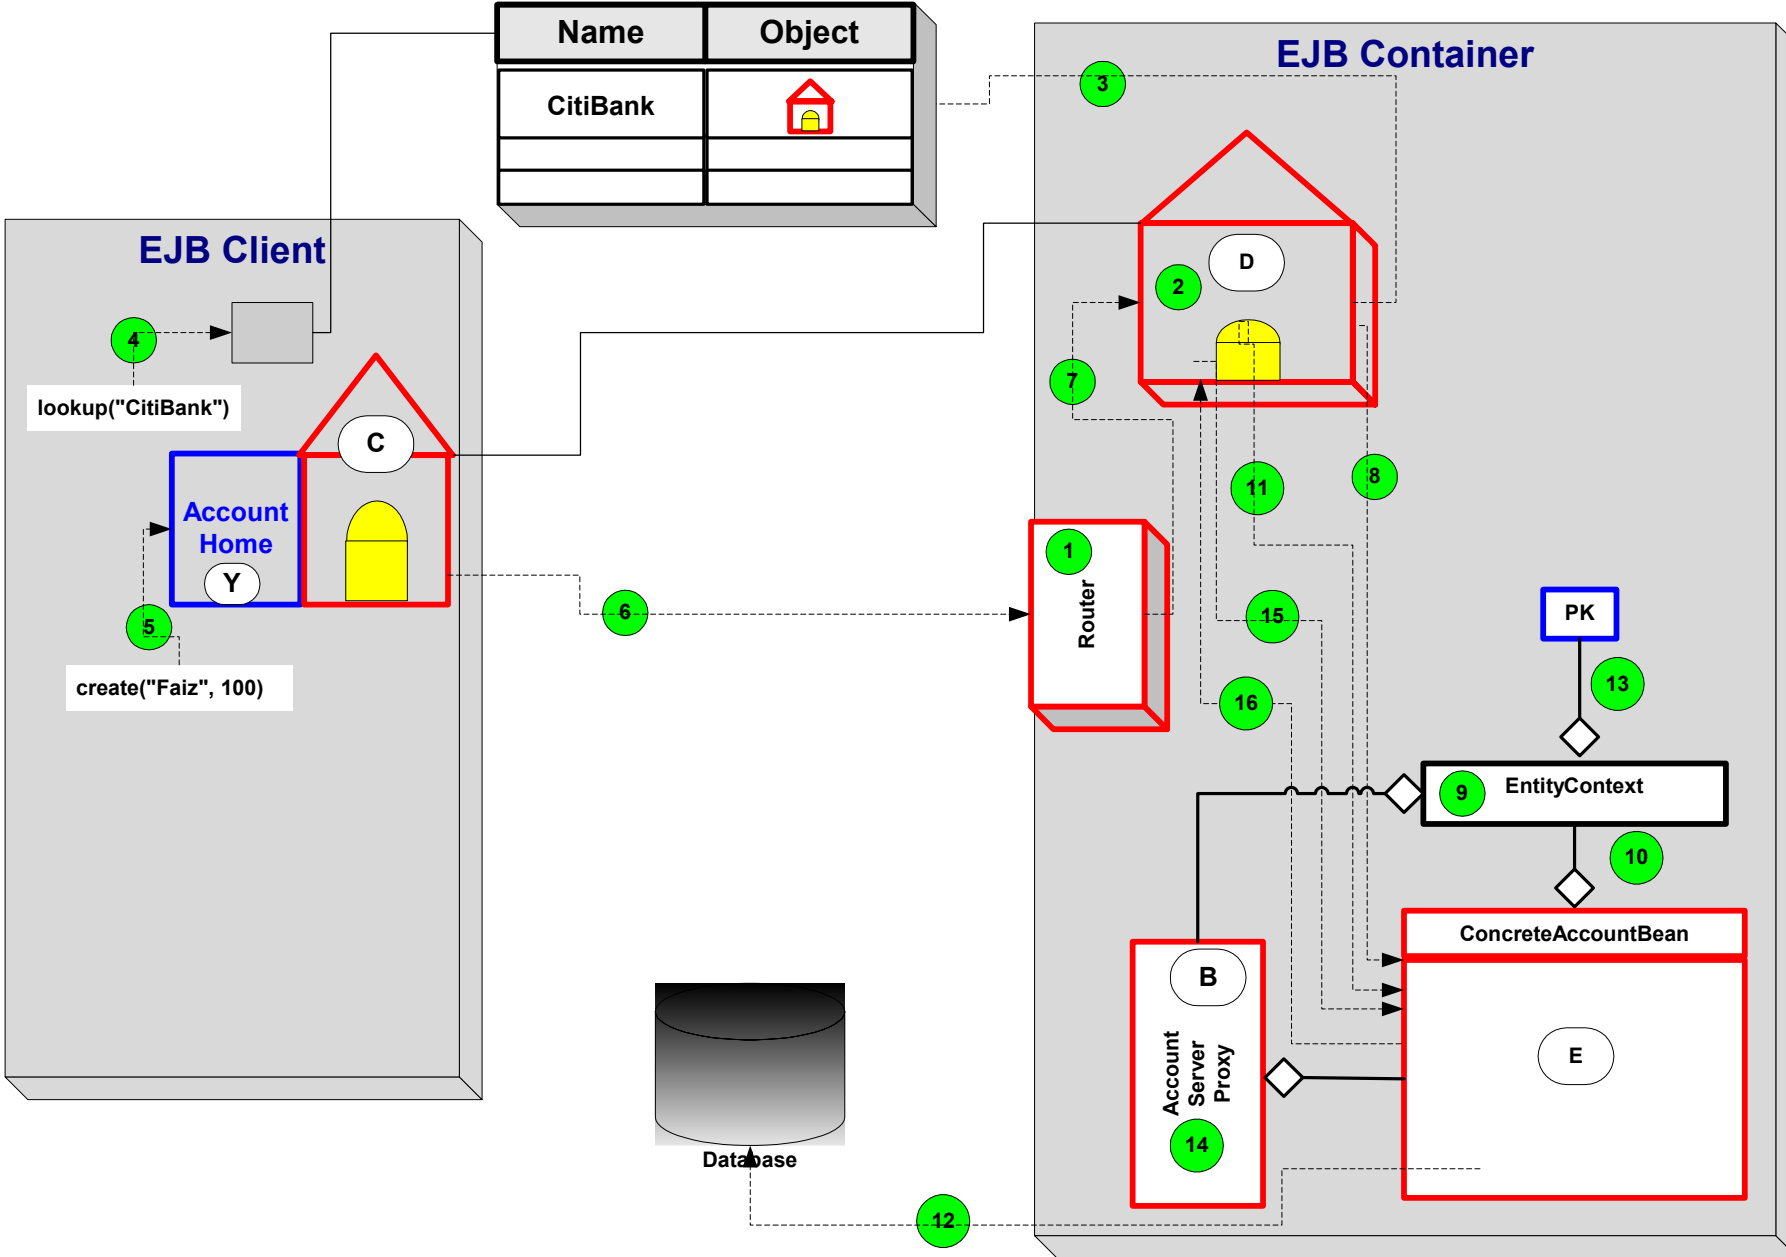 Name Object
EJB Container
3
CitiBank
EJB Client
D
2
4
lookup("CitiBank")
7
C
8
11
Account
Home
Y
1
Router
5
6
15
PK
create("Faiz", 100)
13
16
9 EntityContext
10
ConcreteAccountBean
B
E
Account
Server
Proxy
14
Database
12